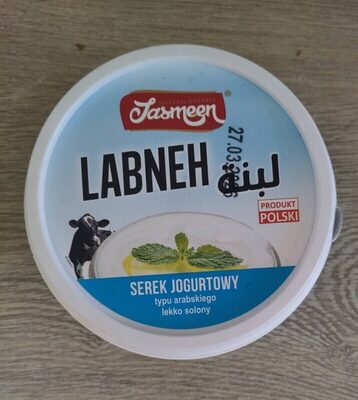 Jasmeen
®
LABNEH لبنة
PRODUKT
POLSKI
SEREK JOGURTOWY
typu arabskiego
lekko solony